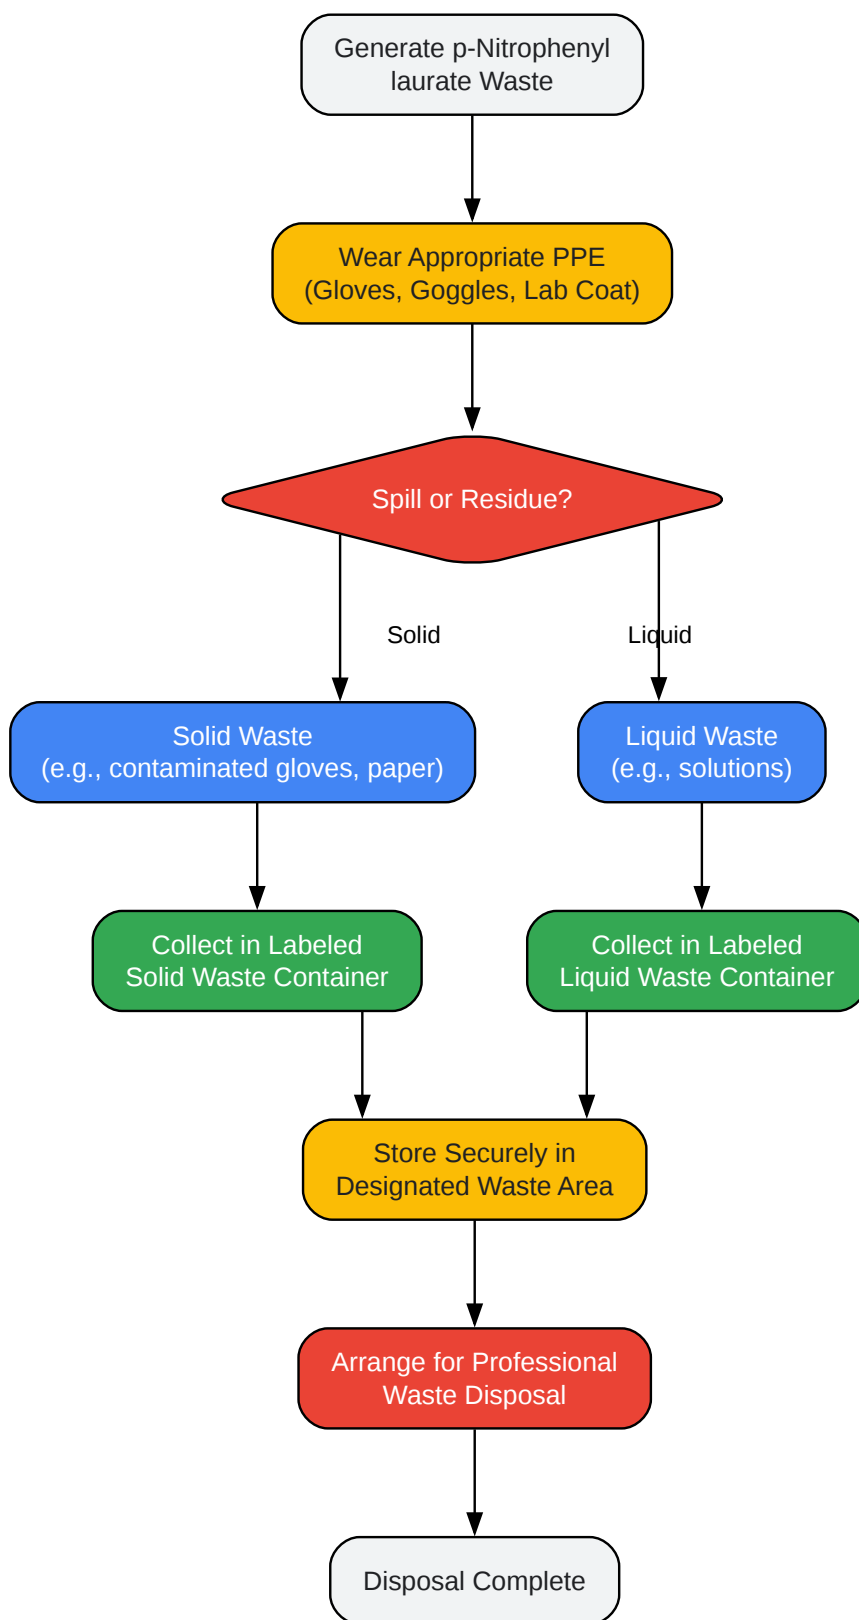 Generate p-Nitrophenyl
laurate Waste
Wear Appropriate PPE
(Gloves, Goggles, Lab Coat)
Spill or Residue?
Solid
Liquid
Solid Waste
(e.g., contaminated gloves, paper)
Liquid Waste
(e.g., solutions)
Collect in Labeled
Solid Waste Container
Collect in Labeled
Liquid Waste Container
Store Securely in
Designated Waste Area
Arrange for Professional
Waste Disposal
Disposal Complete